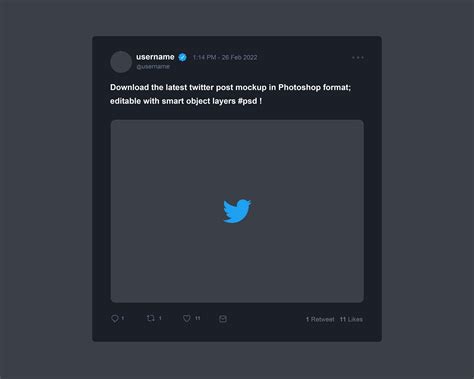 username 1:14 PM - 26 Feb 2022
@username
Download the latest twitter post mockup in Photoshop format;
editable with smart object layers #psd !
1 1 11 1 Retweet 11 Likes